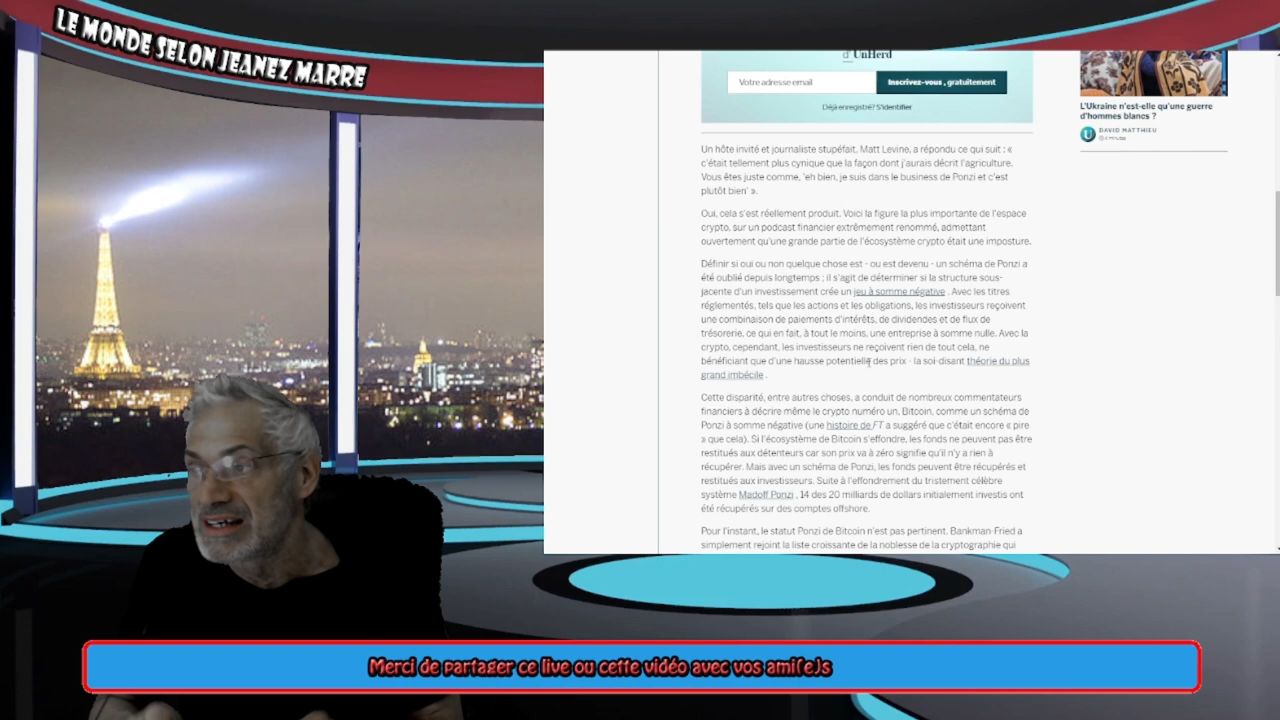 LE MONDE SELON JEANEZ MARRE
d'UnHerd
Votre adresse email
Inscrivez-vous , gratuitement
Déjà enregistré? S'identifier
L'Ukraine n'est-elle qu'une guerre
d'hommes blancs ?
DAVID MATTHIEU
Un hôte invité et journaliste stupéfait, Matt Levine, a répondu ce qui suit : «
c'était tellement plus cynique que la façon dont j'aurais décrit l'agriculture.
Vous êtes juste comme, 'eh bien, je suis dans le business de Ponzi et c'est
plutôt bien' ».
Oui, cela s'est réellement produit. Voici la figure la plus importante de l'espace
crypto, sur un podcast financier extrêmement renommé, admettant
ouvertement qu'une grande partie de l'écosystème crypto était une imposture.
Définir si oui ou non quelque chose est - ou est devenu - un schéma de Ponzi a
été oublié depuis longtemps ; il s'agit de déterminer si la structure sous-
jacente d'un investissement crée un jeu à somme négative . Avec les titres
réglementés, tels que les actions et les obligations, les investisseurs reçoivent
une combinaison de paiements d'intérêts, de dividendes et de flux de
trésorerie, ce qui en fait, à tout le moins, une entreprise à somme nulle. Avec la
crypto, cependant, les investisseurs ne reçoivent rien de tout cela, ne
bénéficiant que d'une hausse potentielle des prix - la soi-disant théorie du plus
grand imbécile .
Cette disparité, entre autres choses, a conduit de nombreux commentateurs
financiers à décrire même le crypto numéro un, Bitcoin, comme un schéma de
Ponzi à somme négative (une histoire de FT a suggéré que c'était encore « pire
» que cela). Si l'écosystème de Bitcoin s'effondre, les fonds ne peuvent pas être
restitués aux détenteurs car son prix va à zéro signifie qu'il n'y a rien à
récupérer. Mais avec un schéma de Ponzi, les fonds peuvent être récupérés et
restitués aux investisseurs. Suite à l'effondrement du tristement célèbre
système Madoff Ponzi , 14 des 20 milliards de dollars initialement investis ont
été récupérés sur des comptes offshore.
Pour l'instant, le statut Ponzi de Bitcoin n'est pas pertinent. Bankman-Fried a
simplement rejoint la liste croissante de la noblesse de la cryptographie qui
Merci de partager ce live ou cette vidéo avec vos ami(e)s